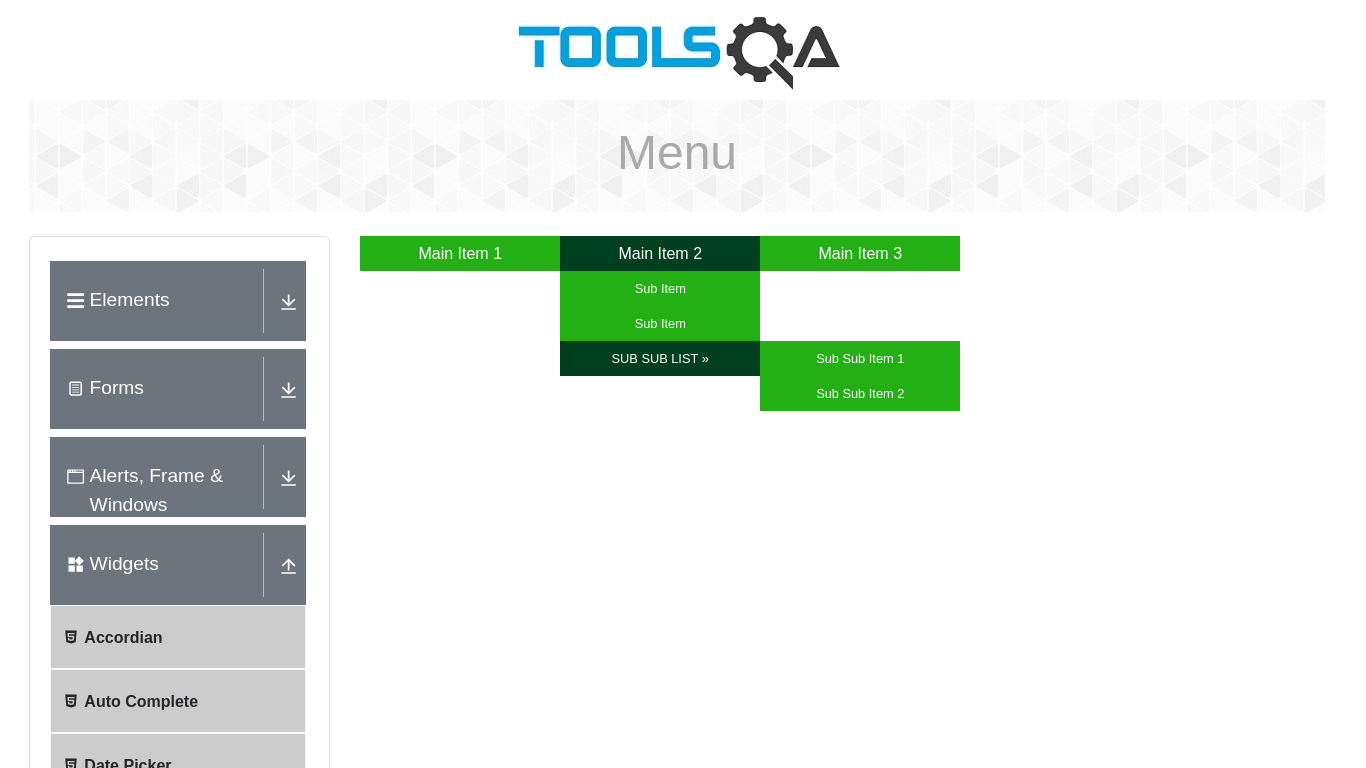 TOOLSQA
Menu
Elements
Forms
Alerts, Frame &
Windows
Widgets
Accordian
Auto Complete
Date Picker
Main Item 1
Main Item 2
Main Item 3
Sub Item
Sub Item
SUB SUB LIST »
Sub Sub Item 1
Sub Sub Item 2